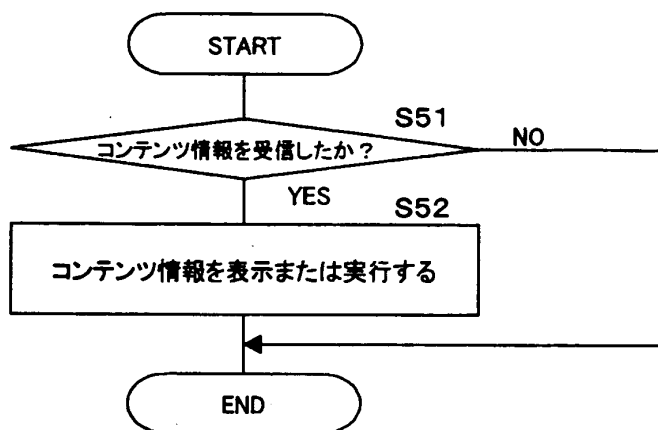 START
S51
コンテンツ情報を受信したか？
NO
YES
S52
コンテンツ情報を表示または実行する
END